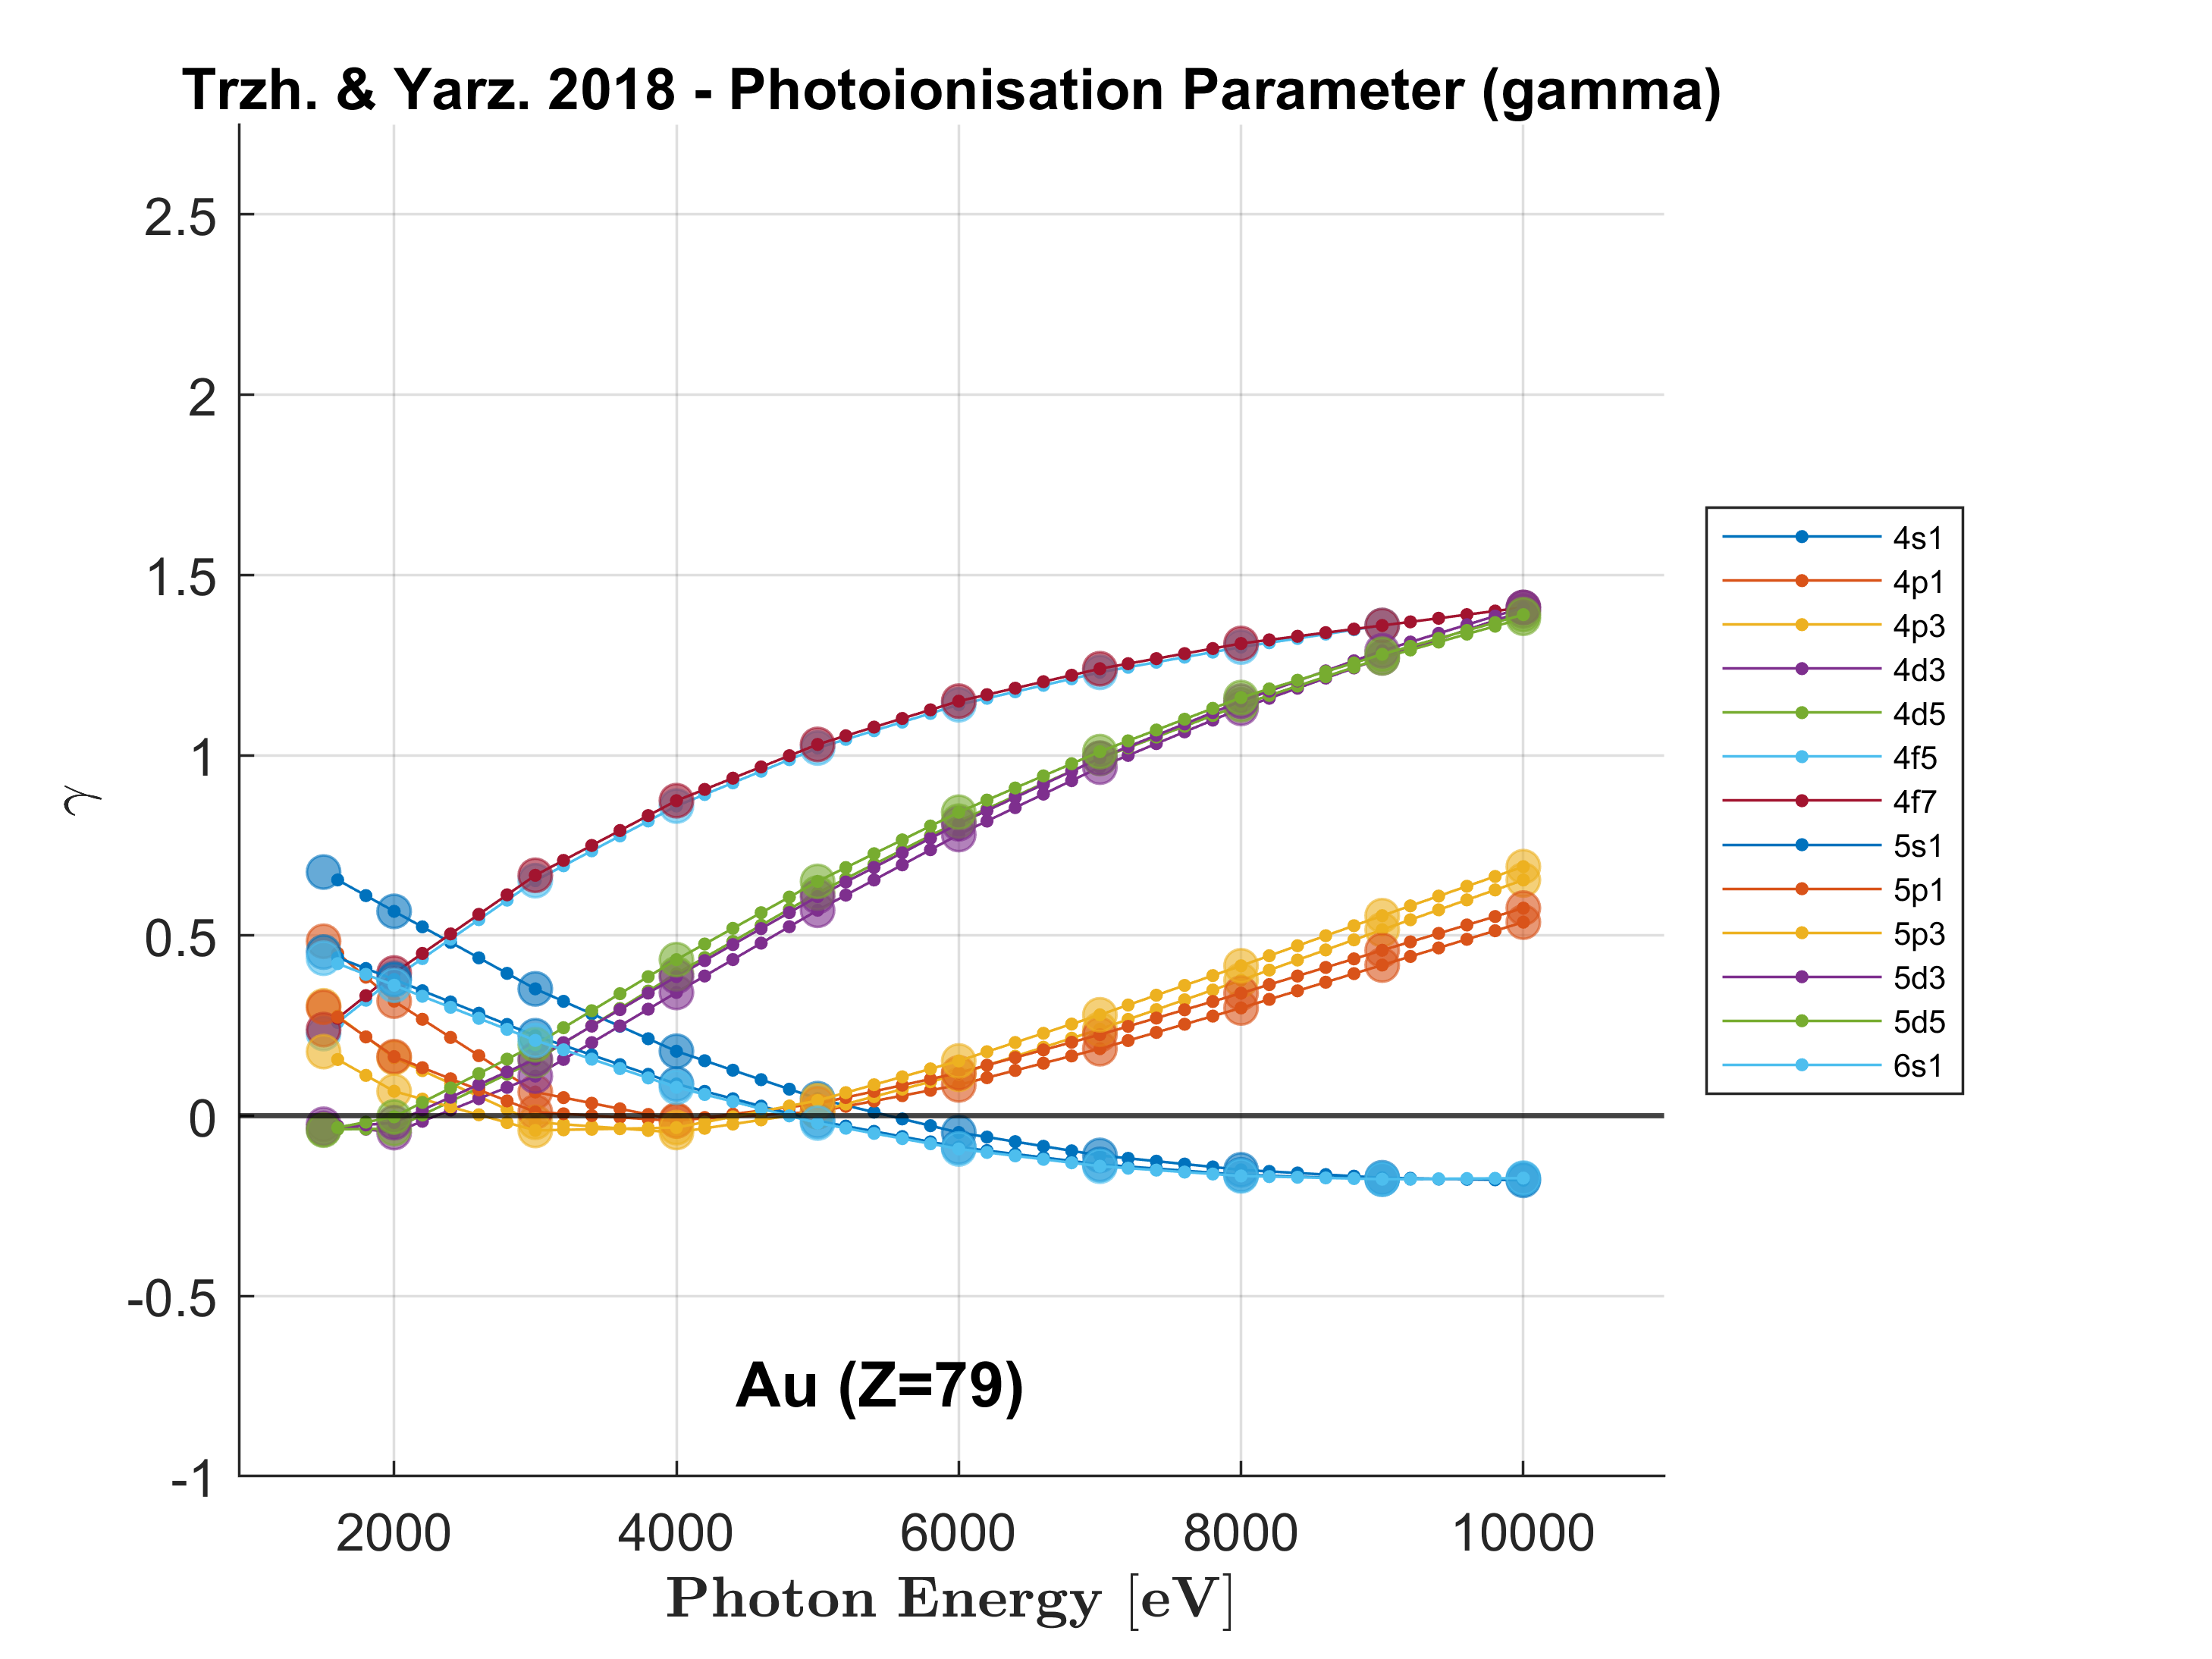 Trzh. & Yarz. 2018 - Photoionisation Parameter (gamma)
2.5
2
1.5
1
0.5
0
-0.5
-1
γ
4s1
4p1
4p3
4d3
4d5
4f5
4f7
5s1
5p1
5p3
5d3
5d5
6s1
Au (Z=79)
2000 4000 6000 8000 10000
Photon Energy [eV]